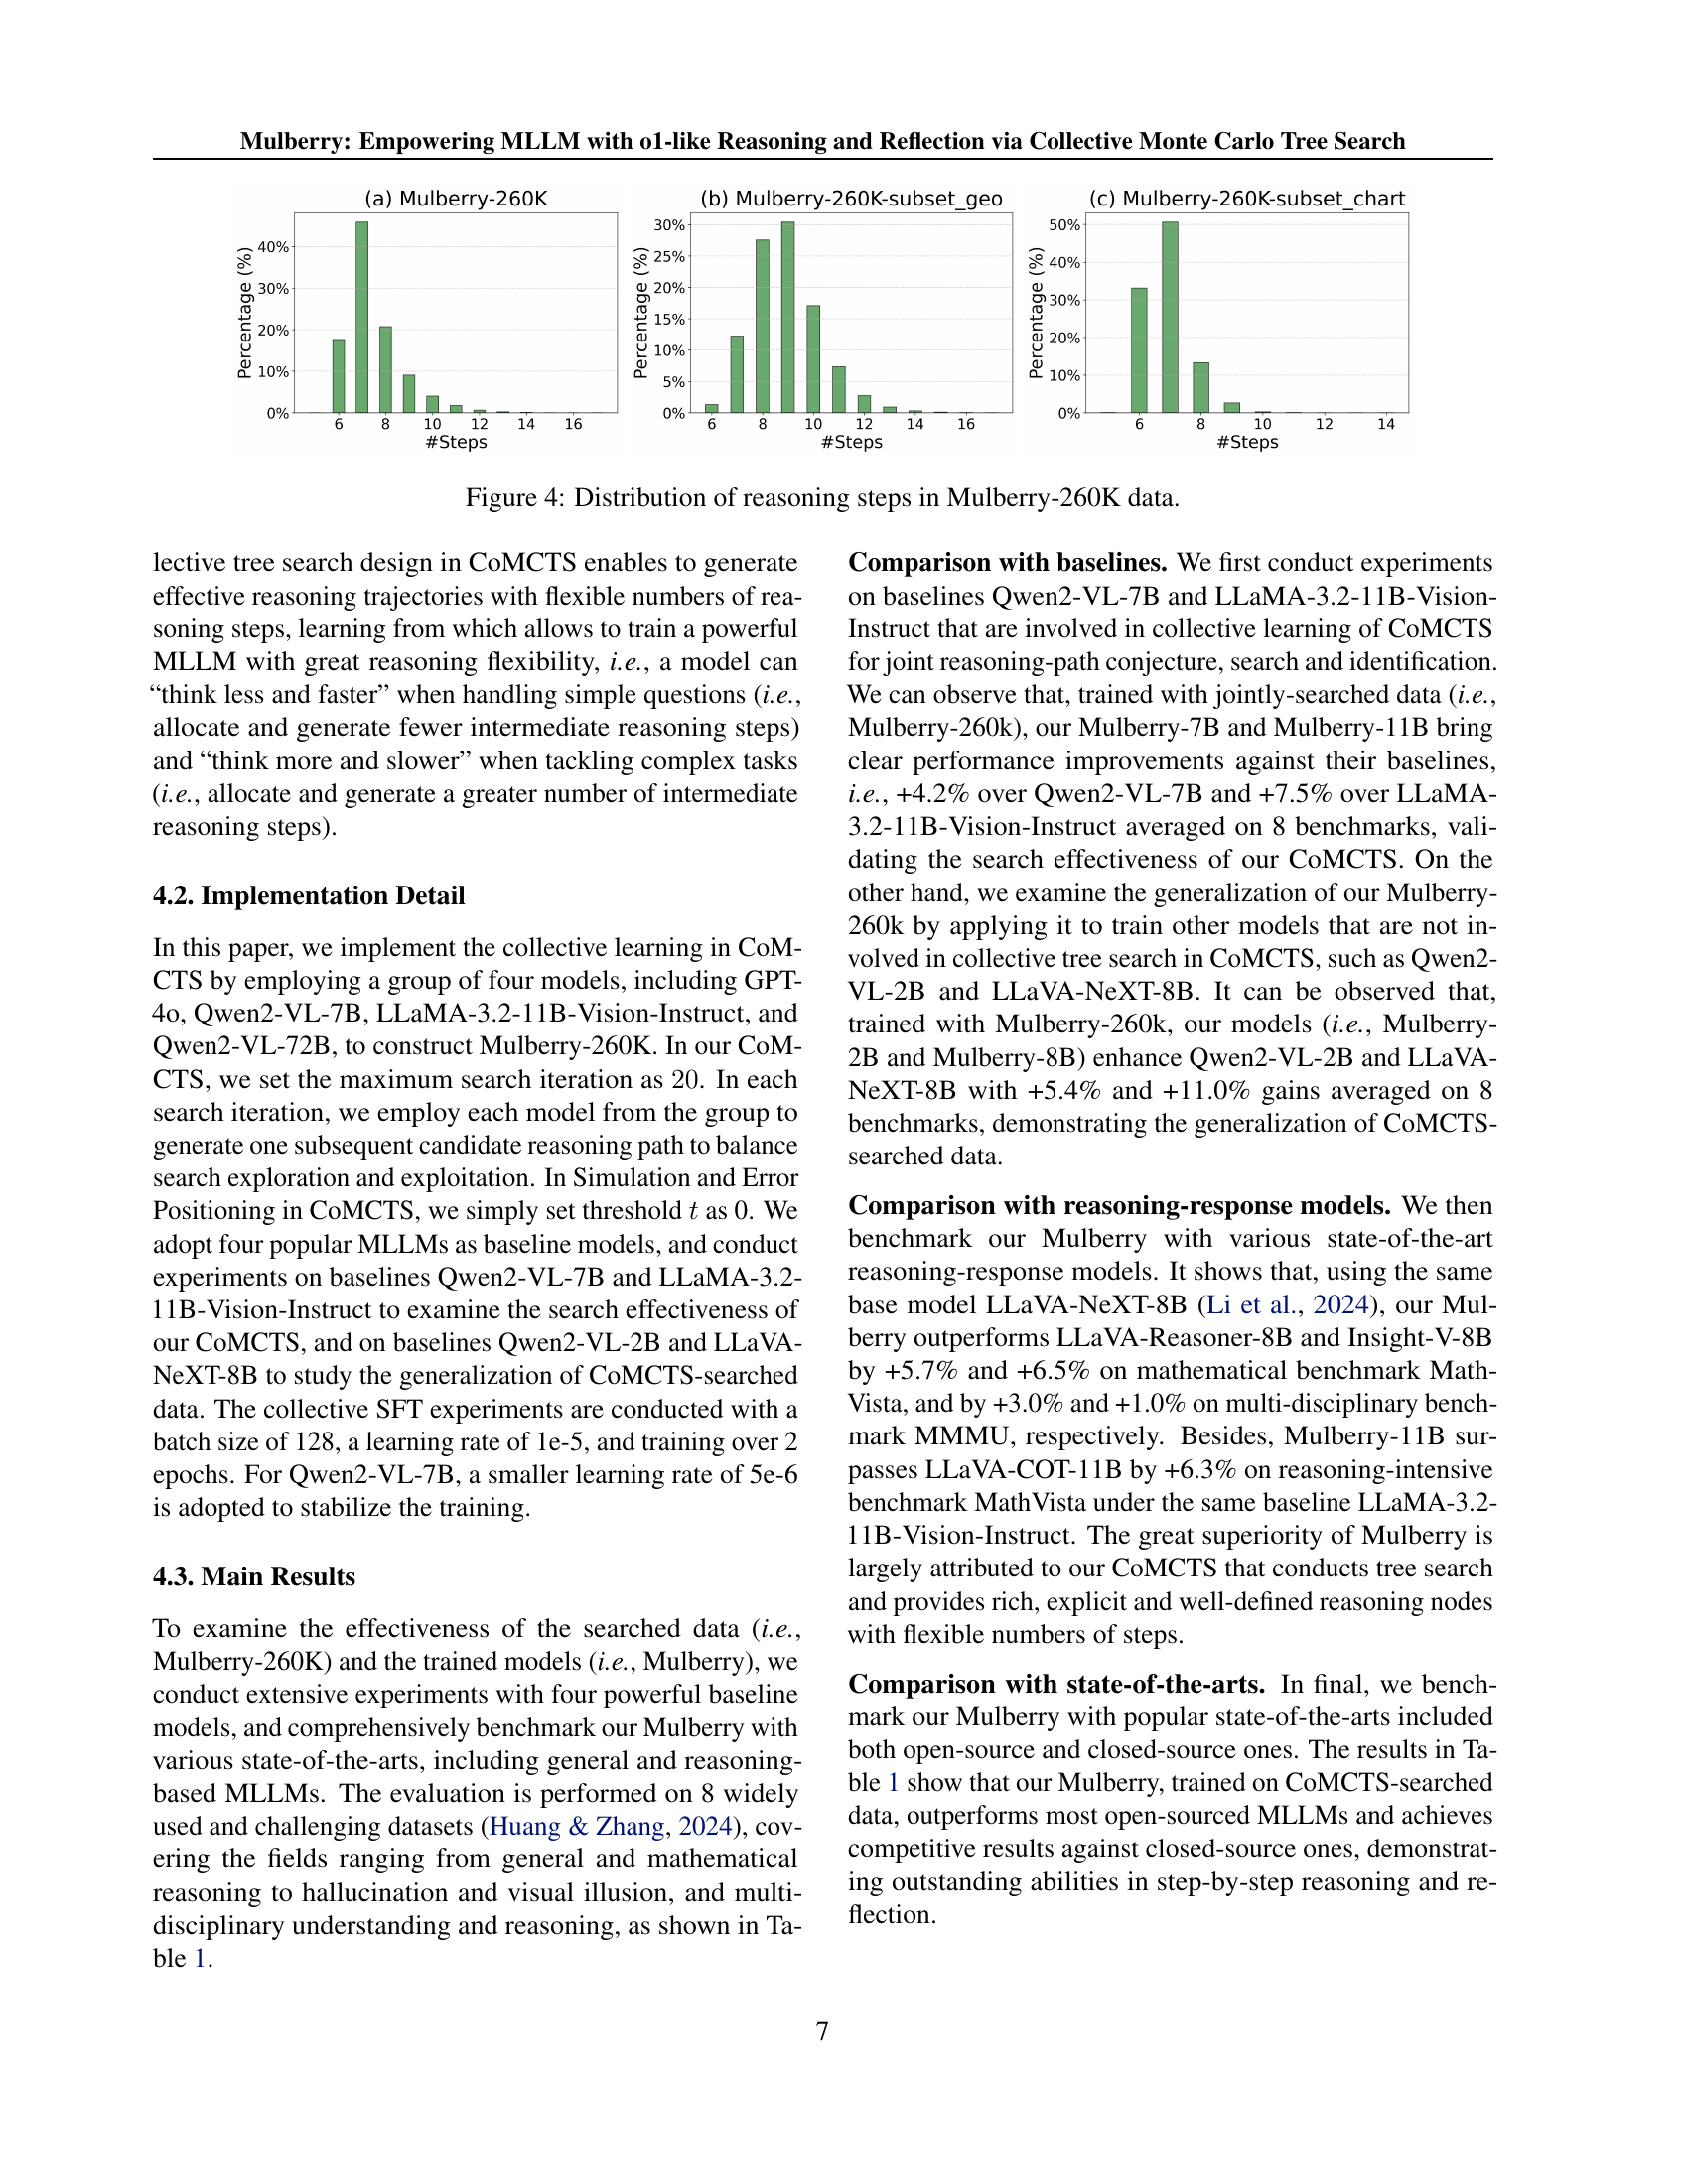 Mulberry: Empowering MLLM with o1-like Reasoning and Reflection via Collective Monte Carlo Tree Search
(a) Mulberry-260K
Percentage (%)
40%
30%
20%
10%
0%
6 8 10 12 14 16
#Steps
(b) Mulberry-260K-subset_geo
Percentage (%)
30%
25%
20%
15%
10%
5%
0%
6 8 10 12 14 16
#Steps
(c) Mulberry-260K-subset_chart
Percentage (%)
50%
40%
30%
20%
10%
0%
6 8 10 12 14
#Steps
Figure 4: Distribution of reasoning steps in Mulberry-260K data.
lective tree search design in CoMCTS enables to generate
effective reasoning trajectories with flexible numbers of rea-
soning steps, learning from which allows to train a powerful
MLLM with great reasoning flexibility, i.e., a model can
“think less and faster” when handling simple questions (i.e.,
allocate and generate fewer intermediate reasoning steps)
and “think more and slower” when tackling complex tasks
(i.e., allocate and generate a greater number of intermediate
reasoning steps).
4.2. Implementation Detail
In this paper, we implement the collective learning in CoM-
CTS by employing a group of four models, including GPT-
4o, Qwen2-VL-7B, LLaMA-3.2-11B-Vision-Instruct, and
Qwen2-VL-72B, to construct Mulberry-260K. In our CoM-
CTS, we set the maximum search iteration as 20. In each
search iteration, we employ each model from the group to
generate one subsequent candidate reasoning path to balance
search exploration and exploitation. In Simulation and Error
Positioning in CoMCTS, we simply set threshold t as 0. We
adopt four popular MLLMs as baseline models, and conduct
experiments on baselines Qwen2-VL-7B and LLaMA-3.2-
11B-Vision-Instruct to examine the search effectiveness of
our CoMCTS, and on baselines Qwen2-VL-2B and LLaVA-
NeXT-8B to study the generalization of CoMCTS-searched
data. The collective SFT experiments are conducted with a
batch size of 128, a learning rate of 1e-5, and training over 2
epochs. For Qwen2-VL-7B, a smaller learning rate of 5e-6
is adopted to stabilize the training.
4.3. Main Results
To examine the effectiveness of the searched data (i.e.,
Mulberry-260K) and the trained models (i.e., Mulberry), we
conduct extensive experiments with four powerful baseline
models, and comprehensively benchmark our Mulberry with
various state-of-the-arts, including general and reasoning-
based MLLMs. The evaluation is performed on 8 widely
used and challenging datasets (Huang & Zhang, 2024), cov-
ering the fields ranging from general and mathematical
reasoning to hallucination and visual illusion, and multi-
disciplinary understanding and reasoning, as shown in Ta-
ble 1.
Comparison with baselines. We first conduct experiments
on baselines Qwen2-VL-7B and LLaMA-3.2-11B-Vision-
Instruct that are involved in collective learning of CoMCTS
for joint reasoning-path conjecture, search and identification.
We can observe that, trained with jointly-searched data (i.e.,
Mulberry-260k), our Mulberry-7B and Mulberry-11B bring
clear performance improvements against their baselines,
i.e., +4.2% over Qwen2-VL-7B and +7.5% over LLaMA-
3.2-11B-Vision-Instruct averaged on 8 benchmarks, vali-
dating the search effectiveness of our CoMCTS. On the
other hand, we examine the generalization of our Mulberry-
260k by applying it to train other models that are not in-
volved in collective tree search in CoMCTS, such as Qwen2-
VL-2B and LLaVA-NeXT-8B. It can be observed that,
trained with Mulberry-260k, our models (i.e., Mulberry-
2B and Mulberry-8B) enhance Qwen2-VL-2B and LLaVA-
NeXT-8B with +5.4% and +11.0% gains averaged on 8
benchmarks, demonstrating the generalization of CoMCTS-
searched data.
Comparison with reasoning-response models. We then
benchmark our Mulberry with various state-of-the-art
reasoning-response models. It shows that, using the same
base model LLaVA-NeXT-8B (Li et al., 2024), our Mul-
berry outperforms LLaVA-Reasoner-8B and Insight-V-8B
by +5.7% and +6.5% on mathematical benchmark Math-
Vista, and by +3.0% and +1.0% on multi-disciplinary bench-
mark MMMU, respectively. Besides, Mulberry-11B sur-
passes LLaVA-COT-11B by +6.3% on reasoning-intensive
benchmark MathVista under the same baseline LLaMA-3.2-
11B-Vision-Instruct. The great superiority of Mulberry is
largely attributed to our CoMCTS that conducts tree search
and provides rich, explicit and well-defined reasoning nodes
with flexible numbers of steps.
Comparison with state-of-the-arts. In final, we bench-
mark our Mulberry with popular state-of-the-arts included
both open-source and closed-source ones. The results in Ta-
ble 1 show that our Mulberry, trained on CoMCTS-searched
data, outperforms most open-sourced MLLMs and achieves
competitive results against closed-source ones, demonstrat-
ing outstanding abilities in step-by-step reasoning and re-
flection.
7